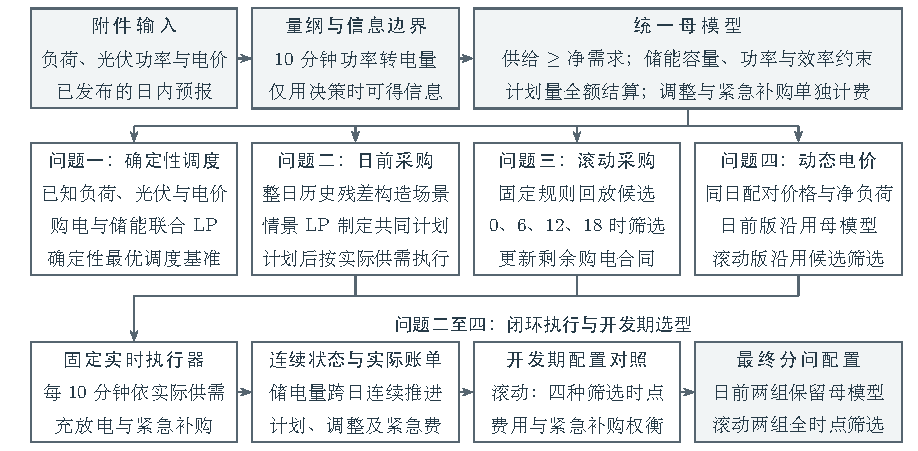 附件输入
负荷、光伏功率与电价
已发布的日内预报
量纲与信息边界
10 分钟功率转电量
仅用决策时可得信息
统一母模型
供给 ≥ 净需求；储能容量、功率与效率约束
计划量全额结算；调整与紧急补购单独计费
问题一：确定性调度
已知负荷、光伏与电价
购电与储能联合 LP
确定性最优调度基准
问题二：日前采购
整日历史残差构造场景
情景 LP 制定共同计划
计划后按实际供需执行
问题三：滚动采购
固定规则回放候选
0、6、12、18 时筛选
更新剩余购电合同
问题四：动态电价
同日配对价格与净负荷
日前版沿用母模型
滚动版沿用候选筛选
问题二至四：闭环执行与开发期选型
固定实时执行器
每 10 分钟依实际供需
充放电与紧急补购
连续状态与实际账单
储电量跨日连续推进
计划、调整及紧急费
开发期配置对照
滚动：四种筛选时点
费用与紧急补购权衡
最终分问配置
日前两组保留母模型
滚动两组全时点筛选